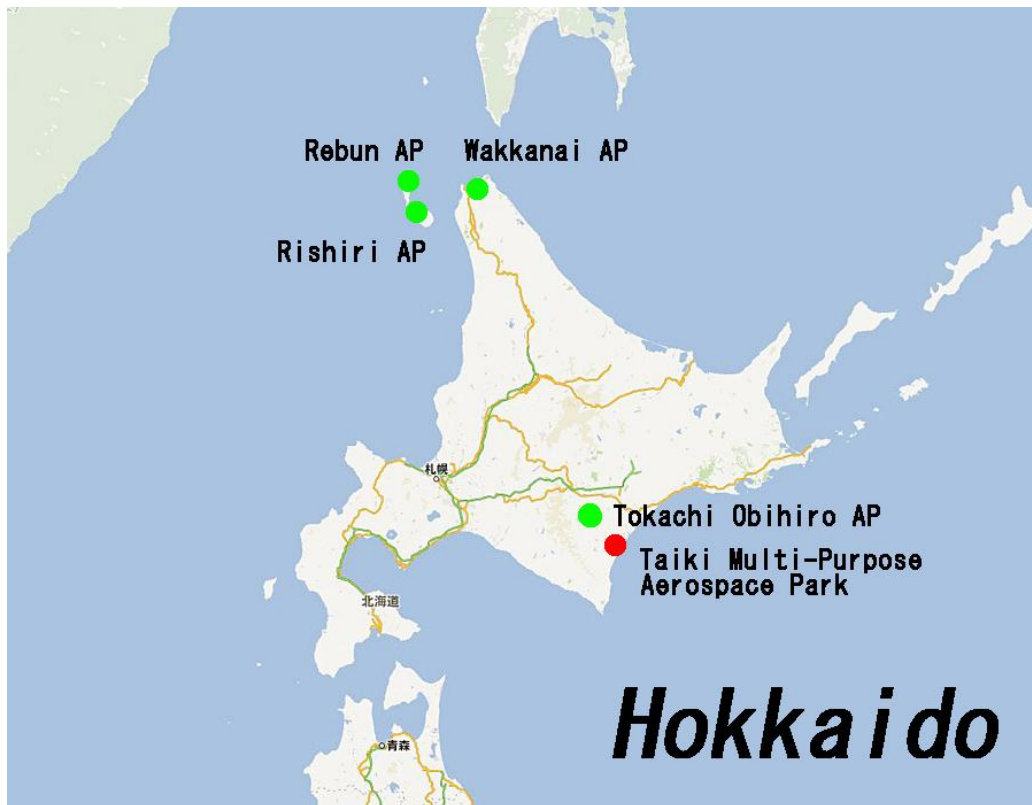 Rebun AP
Wakkanai AP
Rishiri AP
札幌
Tokachi Obihiro AP
Taiki Multi-Purpose
Aerospace Park
北海道
Hokkaido
青森